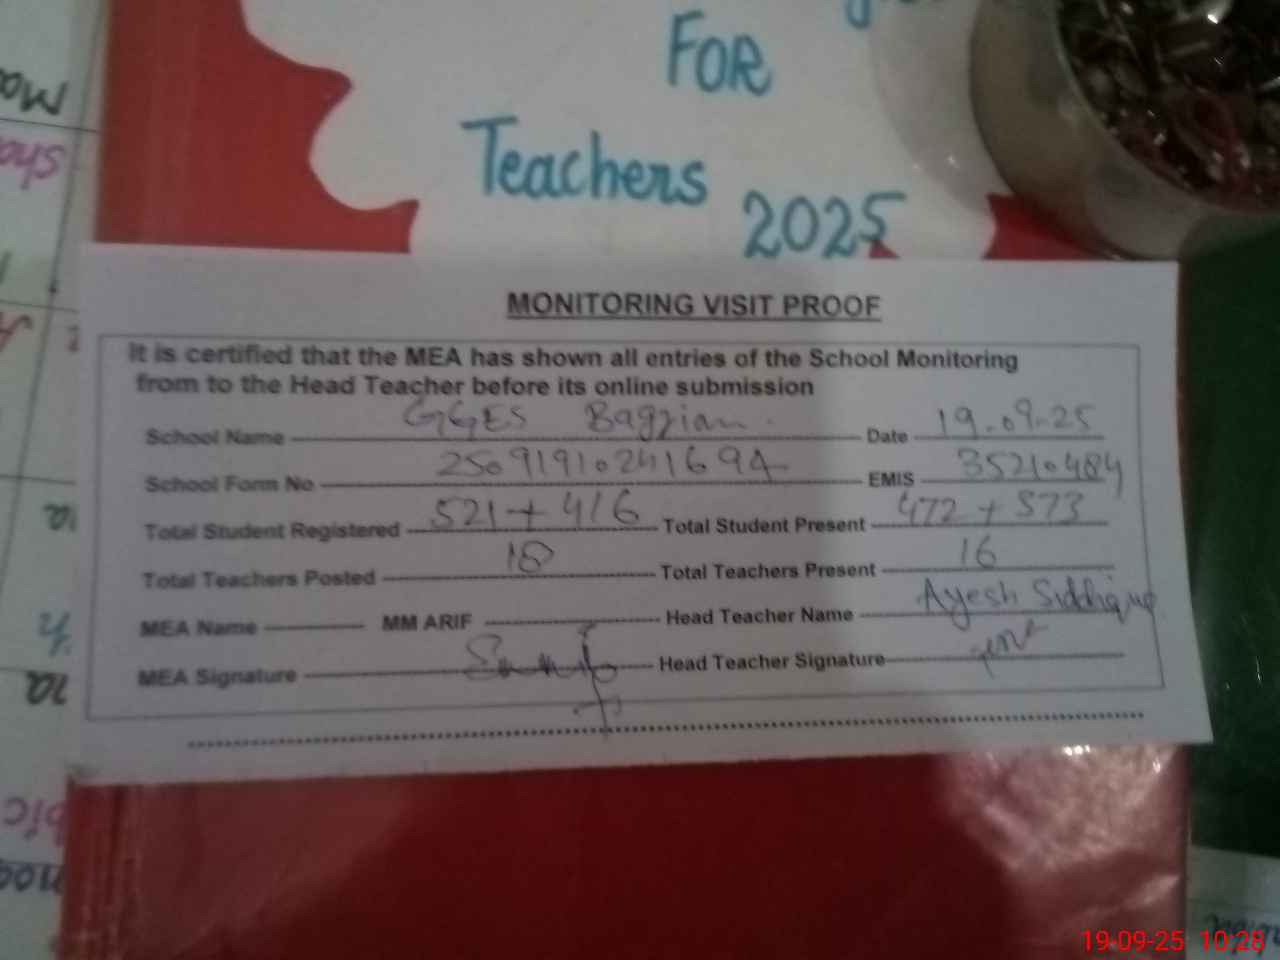 FOR
Teachers
2025
MONITORING VISIT PROOF
It is certified that the MEA has shown all entries of the School Monitoring
from to the Head Teacher before its online submission
School Name GGES Bagrian. Date 19-09-25
School Form No 25091910241694 EMIS 35210484
Total Student Registered 521+416 Total Student Present 472+373
Total Teachers Posted 18 Total Teachers Present 16
MEA Name MM ARIF Head Teacher Name Ayesh Siddiqup
MEA Signature Head Teacher Signature
19-09-25 10:28